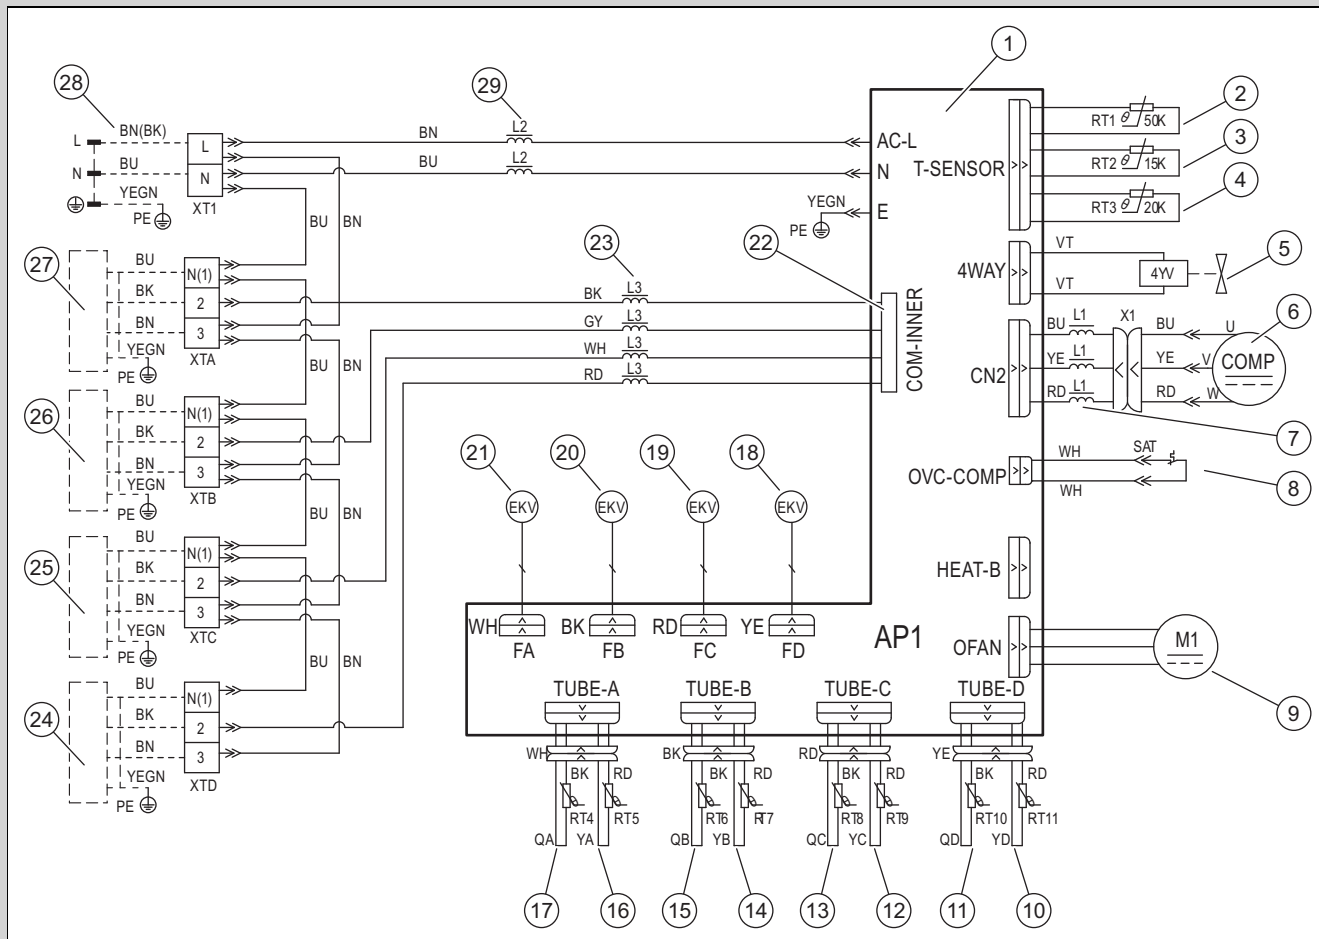 1
28
29
2
BN(BK)
L2
L
L
BN
AC-L
RT1 θ 50K
3
BU
BU
L2
N
N
N
T-SENSOR
RT2 θ 15K
4
YEGN
PE
XT1
YEGN
PE
E
RT3 θ 20K
BU
BN
23
22
VT
5
27
BU
N(1)
4WAY
4YV
BK
2
BK
L3
VT
BN
3
GY
L3
COM-INNER
BU
L1
X1
BU
U
6
YEGN
PE
XTA
WH
L3
CN2
YE
L1
YE
V
COMP
BU
BN
RD
L3
RD
L1
RD
W
26
BU
N(1)
7
BK
2
21
20
19
18
WH
SAT
BN
3
OVC-COMP
8
YEGN
PE
XTB
EKV
EKV
EKV
EKV
WH
BU
BN
25
BU
N(1)
BK
2
HEAT-B
BN
3
YEGN
PE
XTC
WH
BK
RD
YE
AP1
OFAN
M1
FA
FB
FC
FD
BU
BN
24
BU
N(1)
TUBE-A
TUBE-B
TUBE-C
TUBE-D
9
BK
2
BN
3
WH
BK
RD
YE
YEGN
PE
XTD
BK
RD
BK
RD
BK
RD
BK
RD
RT4
RT5
RT6
RT7
RT8
RT9
RT10
RT11
QA
YA
QB
YB
QC
YC
QD
YD
17
16
15
14
13
12
11
10